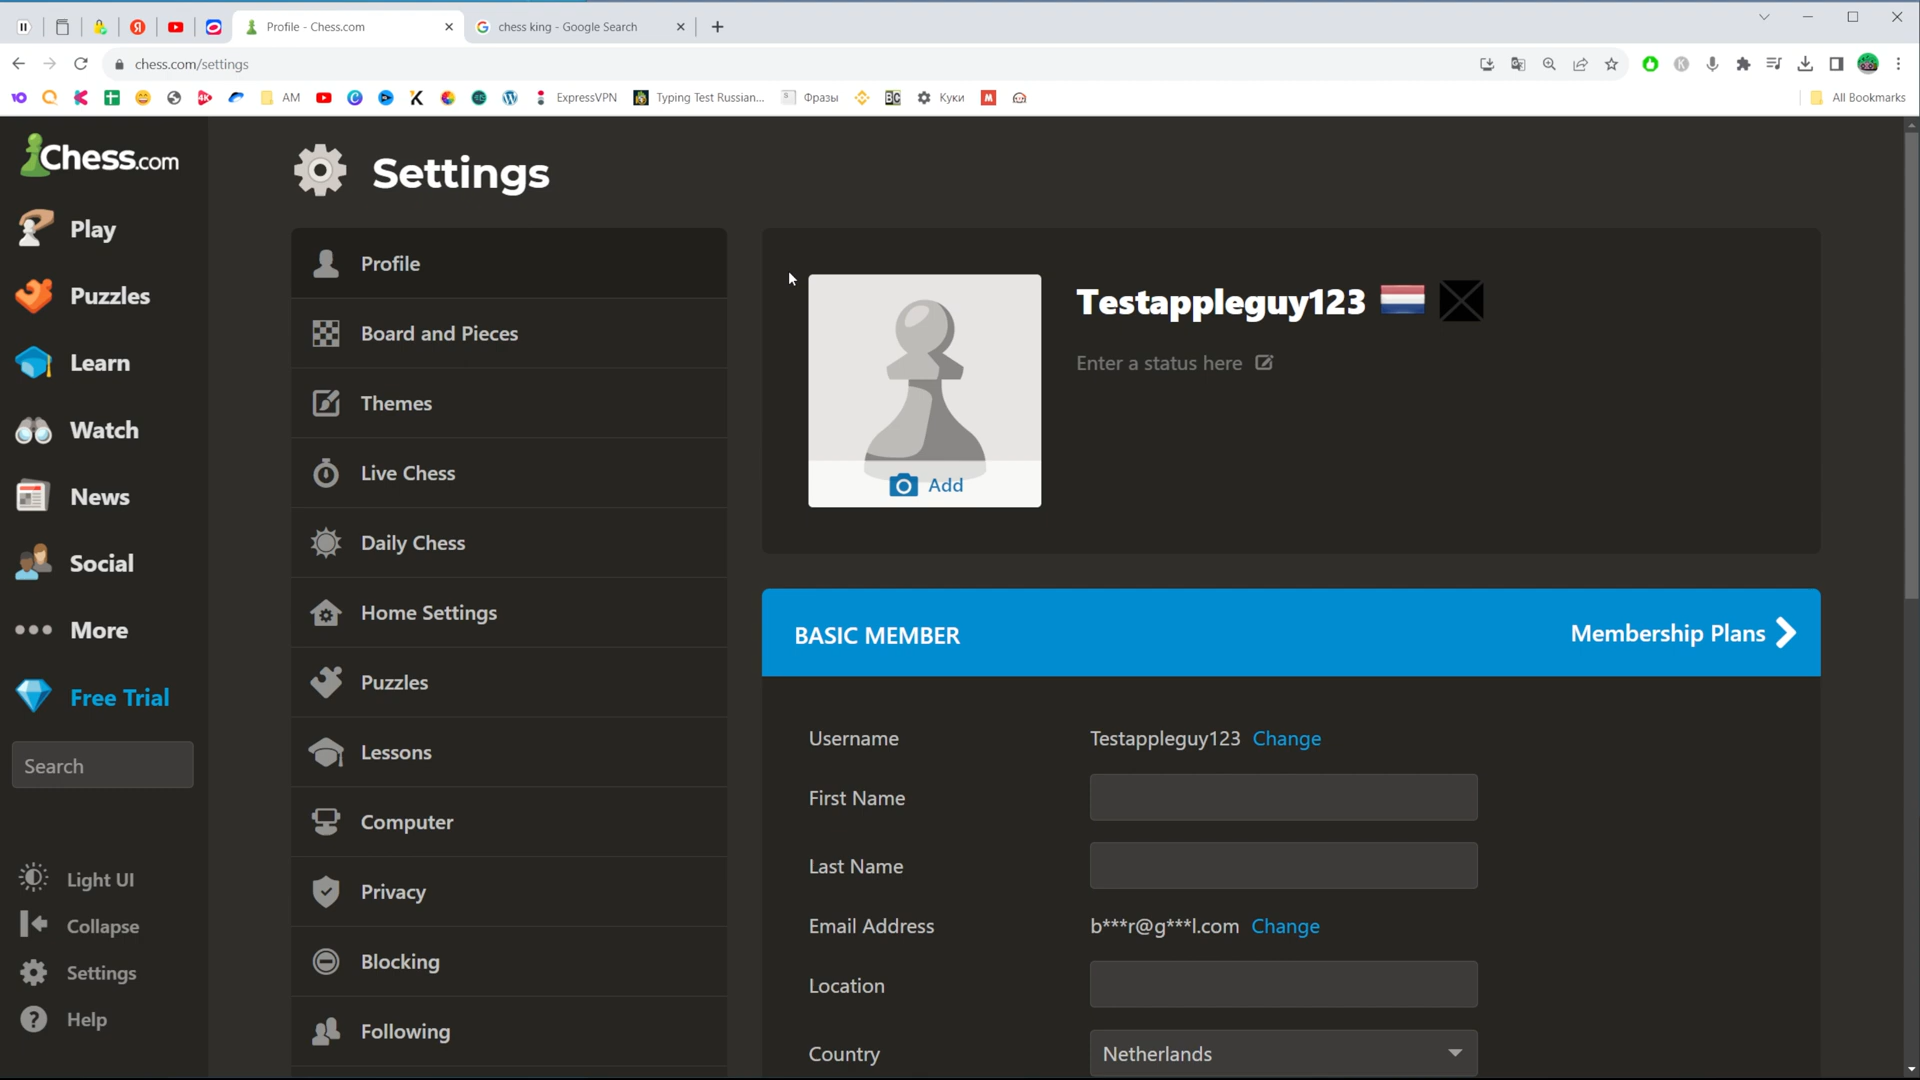 Profile - Chess.com
chess king - Google Search
chess.com/settings
AM
ExpressVPN
Typing Test Russian...
Фразы
Куки
All Bookmarks
Chess.com
Play
Puzzles
Learn
Watch
News
Social
More
Free Trial
Search
Light UI
Collapse
Settings
Help
Settings
Profile
Board and Pieces
Themes
Live Chess
Daily Chess
Home Settings
Puzzles
Lessons
Computer
Privacy
Blocking
Following
Add
Testappleguy123
Enter a status here
BASIC MEMBER
Membership Plans
Username
Testappleguy123 Change
First Name
Last Name
Email Address
b***r@g***l.com Change
Location
Country
Netherlands